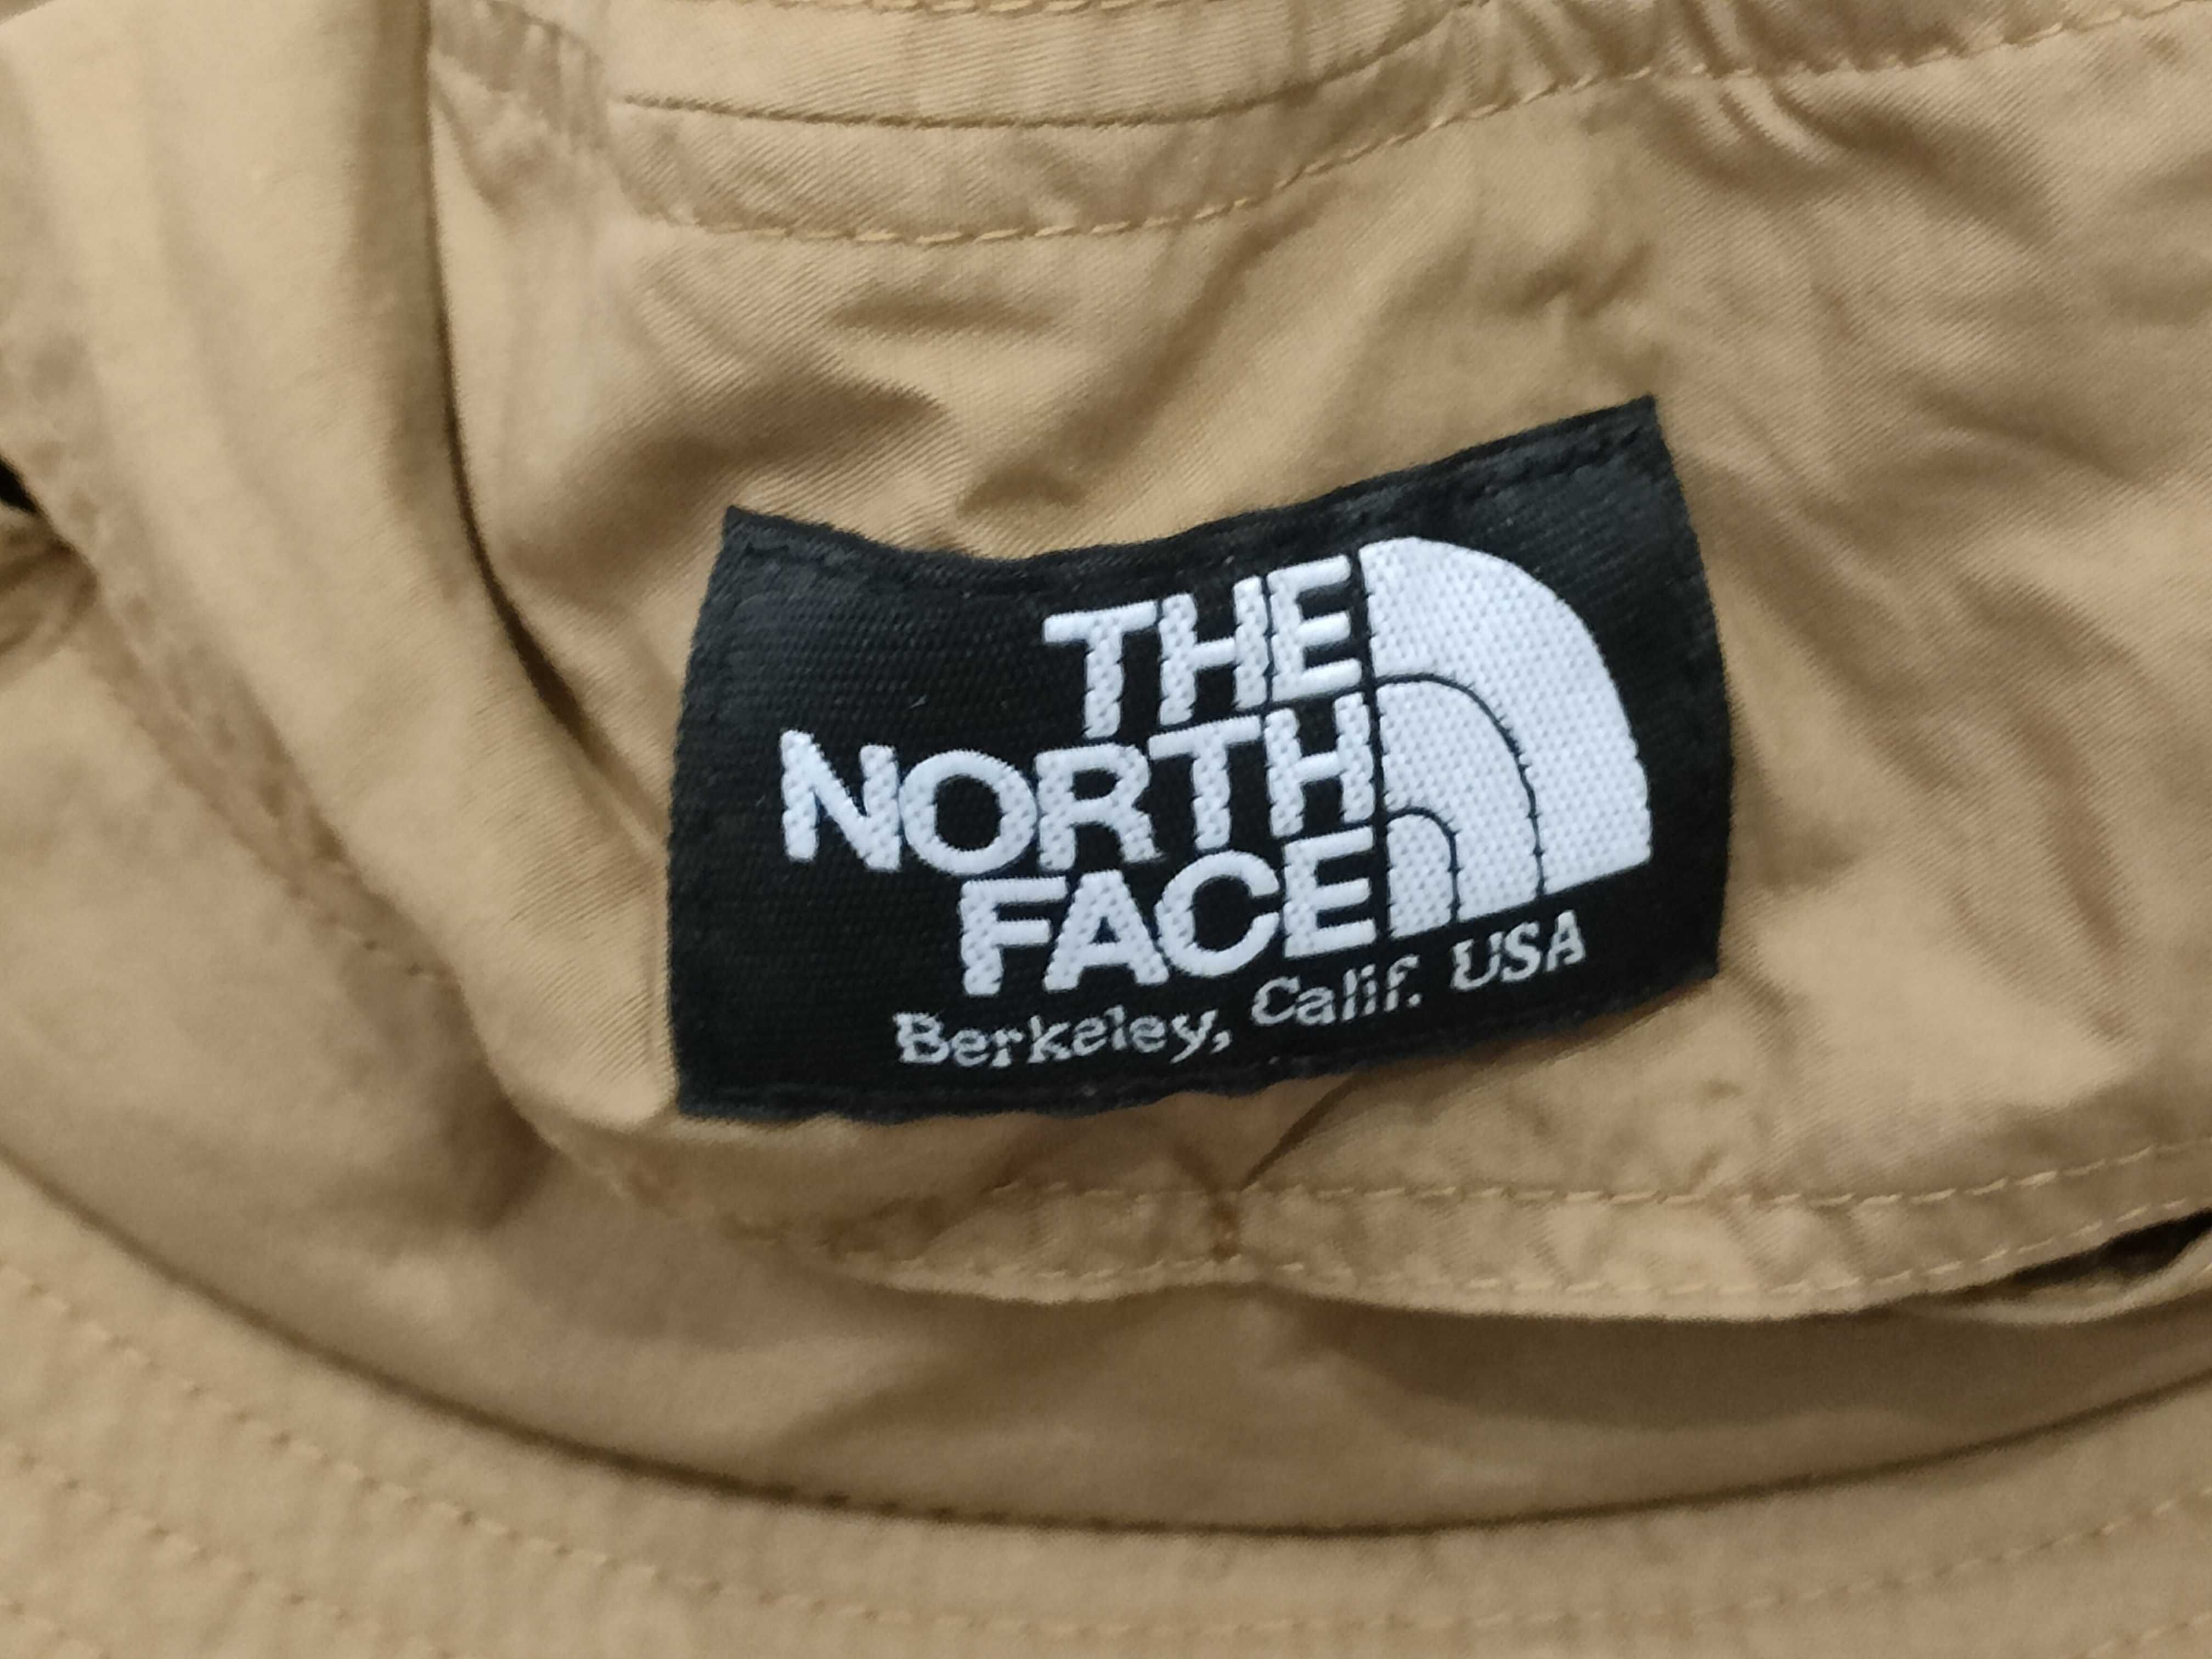 THE
NORTH
FACE
Berkeley, Calif. USA